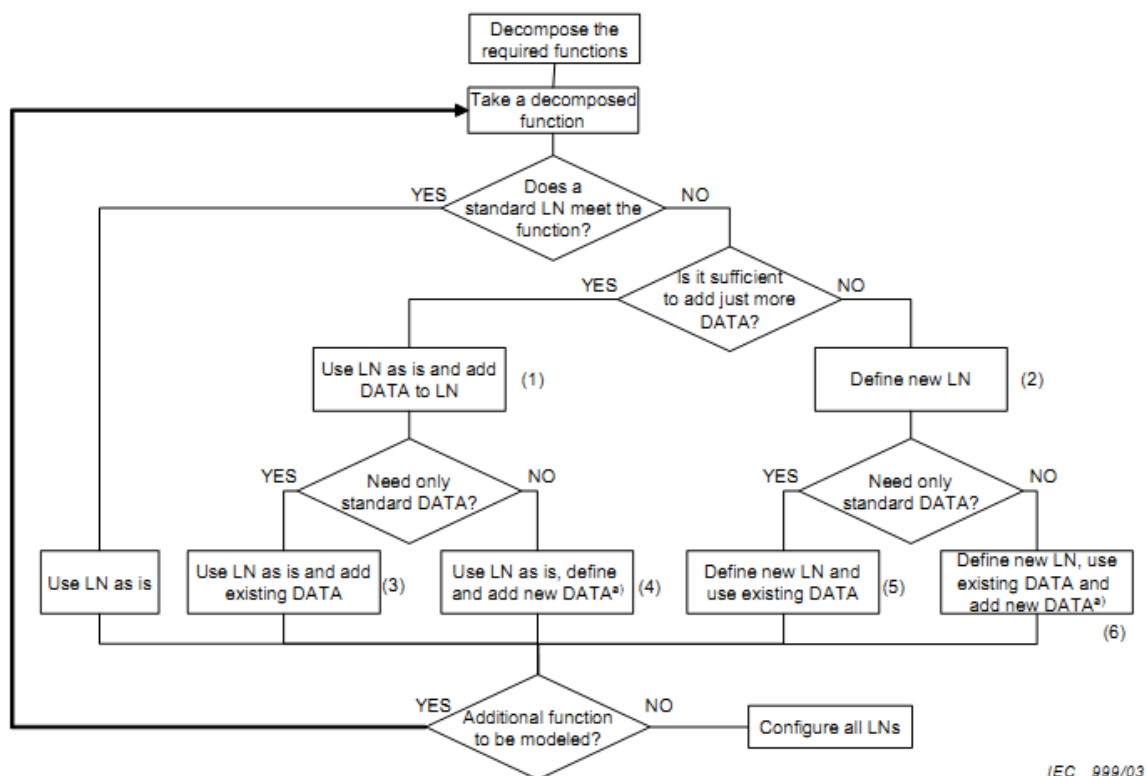 Decompose the
required functions
Take a decomposed
function
YES
Does a
standard LN meet the
function?
NO
YES
Is it sufficient
to add just more
DATA?
NO
Use LN as is and add
DATA to LN
(1)
Define new LN
(2)
YES
Need only
standard DATA?
NO
YES
Need only
standard DATA?
NO
Use LN as is
Use LN as is and add
existing DATA
(3)
Use LN as is, define
and add new DATAa)
(4)
Define new LN and
use existing DATA
(5)
Define new LN, use
existing DATA and
add new DATAa)
(6)
YES
Additional function
to be modeled?
NO
Configure all LNs
IEC 999/03